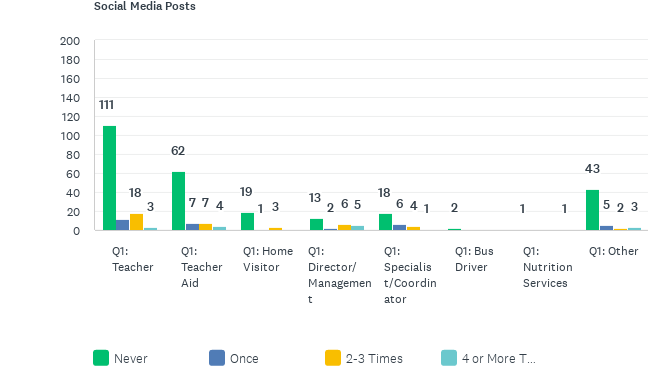 Social Media Posts
200
180
160
140
120
100
80
60
40
20
0
111
18
3
62
7
7
4
19
1
3
13
2
6
5
18
6
4
1
2
1
1
43
5
2
3
Q1:
Teacher
Q1:
Teacher
Aid
Q1: Home
Visitor
Q1:
Director/
Managemen
t
Q1:
Specialis
t/Coordin
ator
Q1: Bus
Driver
Q1:
Nutrition
Services
Q1: Other
Never
Once
2-3 Times
4 or More T...